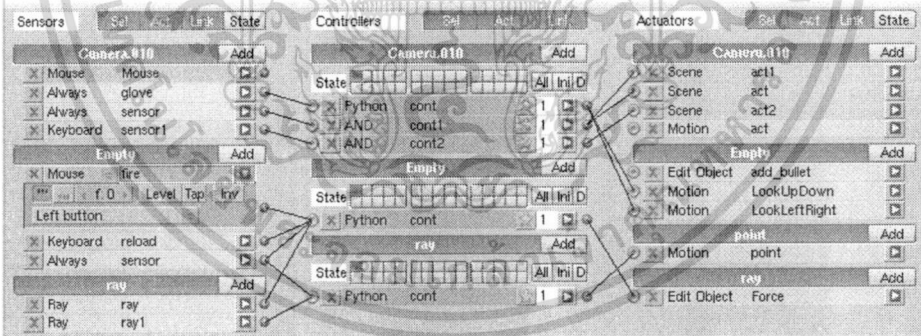 Sensors Sel Act Link State
Camera.010 Add
Mouse Mouse
Always glove
Always sensor
Keyboard sensor1
Empty Add
Mouse fire
f:0 Level Tap Inv
Left button
Keyboard reload
Always sensor
ray Add
Ray ray
Ray ray1
Controllers Sel Act Link
Camera.010 Add
State All Ini D
Python cont 1
AND cont1 1
AND cont2 1
Empty Add
State All Ini D
Python cont 1
ray Add
State All Ini D
Python cont 1
Actuators Sel Act Link State
Camera.010 Add
Scene act1
Scene act
Scene act2
Motion act
Empty Add
Edit Object add_bullet
Motion LookUpDown
Motion LookLeftRight
point Add
Motion point
ray Add
Edit Object Force